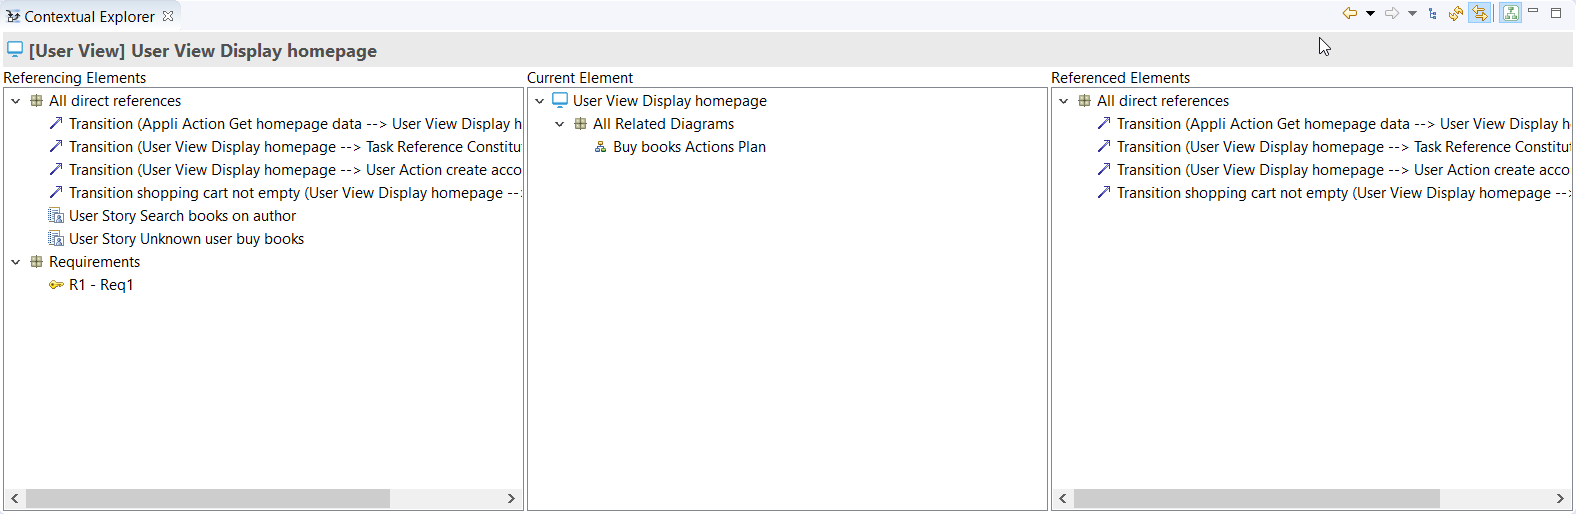 Contextual Explorer
[User View] User View Display homepage
Referencing Elements
All direct references
Transition (Appli Action Get homepage data --> User View Display h
Transition (User View Display homepage --> Task Reference Constitut
Transition (User View Display homepage --> User Action create acco
Transition shopping cart not empty (User View Display homepage --
User Story Search books on author
User Story Unknown user buy books
Requirements
R1 - Req1
Current Element
User View Display homepage
All Related Diagrams
Buy books Actions Plan
Referenced Elements
All direct references
Transition (Appli Action Get homepage data --> User View Display h
Transition (User View Display homepage --> Task Reference Constitut
Transition (User View Display homepage --> User Action create acco
Transition shopping cart not empty (User View Display homepage -->